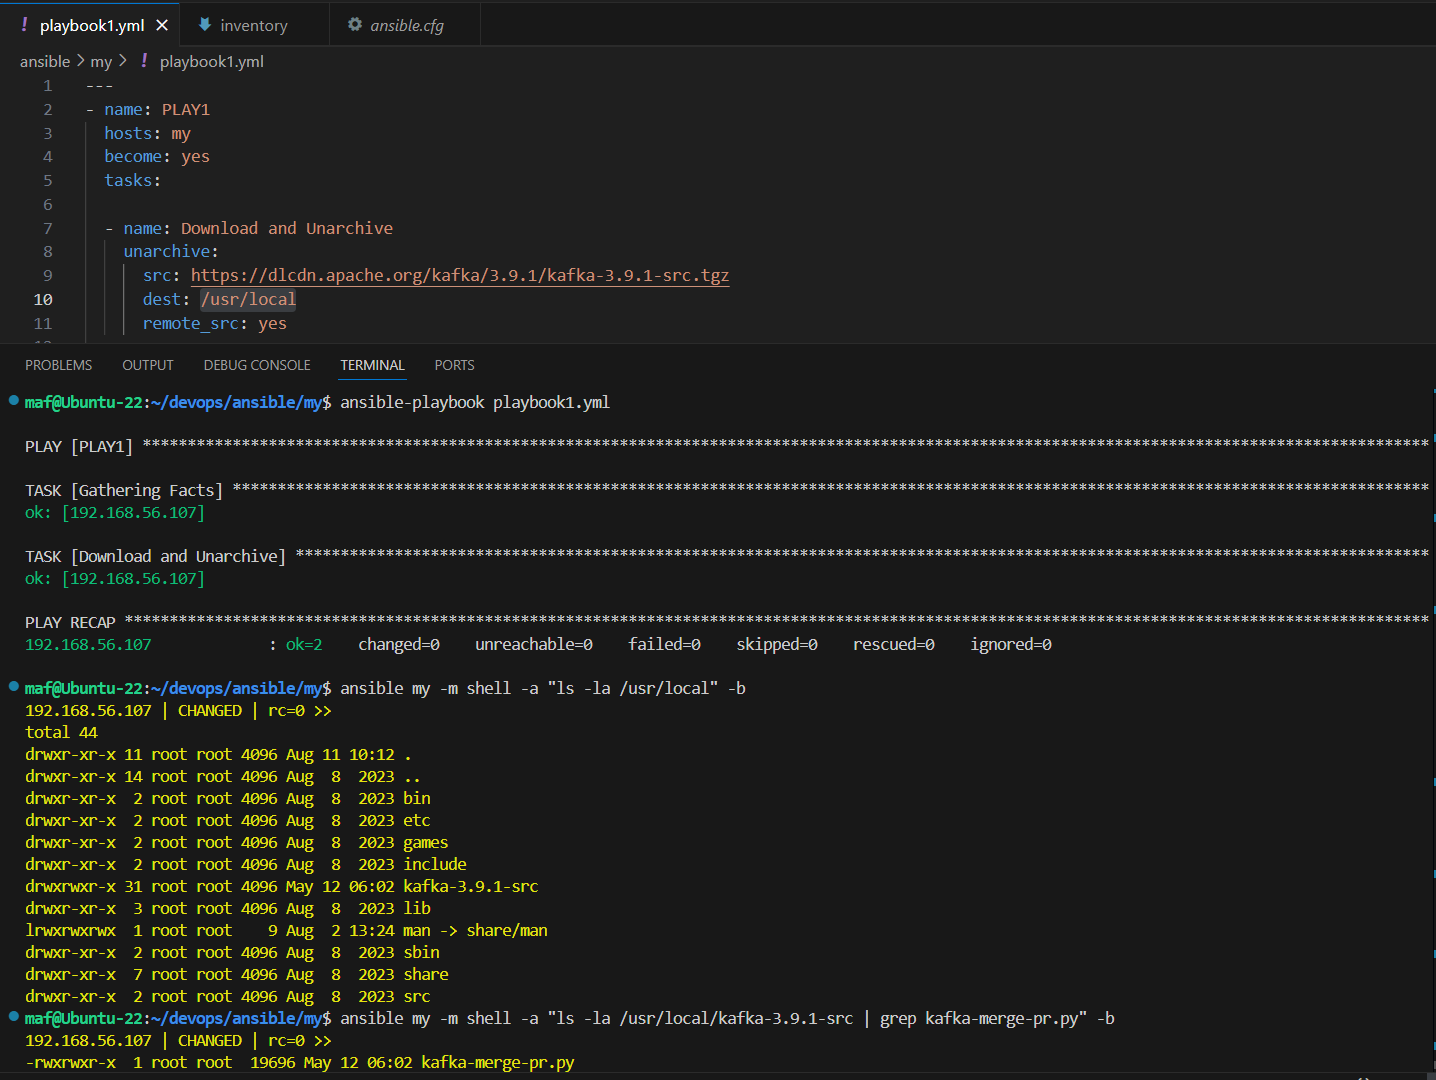 ! playbook1.yml × inventory ansible.cfg
ansible > my > ! playbook1.yml
1 ---
2 - name: PLAY1
3 hosts: my
4 become: yes
5 tasks:
6
7 - name: Download and Unarchive
8 unarchive:
9 src: https://dlcdn.apache.org/kafka/3.9.1/kafka-3.9.1-src.tgz
10 dest: /usr/local
11 remote_src: yes
PROBLEMS OUTPUT DEBUG CONSOLE TERMINAL PORTS
maf@Ubuntu-22:~/devops/ansible/my$ ansible-playbook playbook1.yml
PLAY [PLAY1] ***********************************************************************************************************************************************
TASK [Gathering Facts] *************************************************************************************************************************************
ok: [192.168.56.107]
TASK [Download and Unarchive] ******************************************************************************************************************************
ok: [192.168.56.107]
PLAY RECAP *************************************************************************************************************************************************
192.168.56.107 : ok=2 changed=0 unreachable=0 failed=0 skipped=0 rescued=0 ignored=0
maf@Ubuntu-22:~/devops/ansible/my$ ansible my -m shell -a "ls -la /usr/local" -b
192.168.56.107 | CHANGED | rc=0 >>
total 44
drwxr-xr-x 11 root root 4096 Aug 11 10:12 .
drwxr-xr-x 14 root root 4096 Aug 8 2023 ..
drwxr-xr-x 2 root root 4096 Aug 8 2023 bin
drwxr-xr-x 2 root root 4096 Aug 8 2023 etc
drwxr-xr-x 2 root root 4096 Aug 8 2023 games
drwxr-xr-x 2 root root 4096 Aug 8 2023 include
drwxrwxr-x 31 root root 4096 May 12 06:02 kafka-3.9.1-src
drwxr-xr-x 3 root root 4096 Aug 8 2023 lib
lrwxrwxrwx 1 root root 9 Aug 2 13:24 man -> share/man
drwxr-xr-x 2 root root 4096 Aug 8 2023 sbin
drwxr-xr-x 7 root root 4096 Aug 8 2023 share
drwxr-xr-x 2 root root 4096 Aug 8 2023 src
maf@Ubuntu-22:~/devops/ansible/my$ ansible my -m shell -a "ls -la /usr/local/kafka-3.9.1-src | grep kafka-merge-pr.py" -b
192.168.56.107 | CHANGED | rc=0 >>
-rwxrwxr-x 1 root root 19696 May 12 06:02 kafka-merge-pr.py